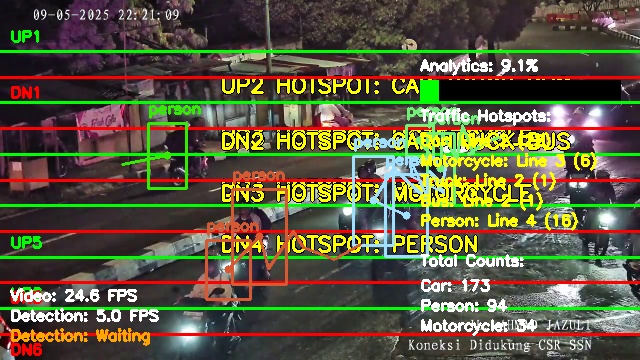 09-05-2025 22:21:09
UP1
Analytics: 9.1%
UP2 HOTSPOT: CA
DN1
person
Traffic Hotspots:
DN2 HOTSPOT:
person
Motorcycle: Line 3 (6)
person
Truck: Line 2 (1)
DN3 HOTSPOT: MOTORCYCLE
Line 2 (1)
person
Person: Line 4 (16)
UP5
DN4 HOTSPOT: PERSON
Total Counts:
Car: 173
Video: 24.6 FPS
Person: 94
Detection: 5.0 FPS
Motorcycle: 34
JAZULI
Detection: Waiting
Koneksi Didukung CSR SSN
DN6